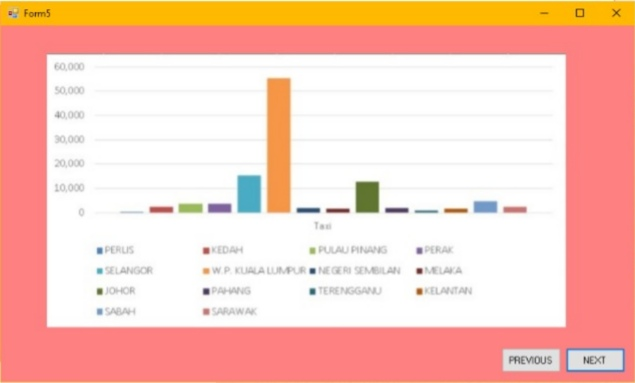 Form5
60,000
50,000
40,000
30,000
20,000
10,000
0
Taxi
PERLIS KEDAH PULAU PINANG PERAK
SELANGOR W.P. KUALA LUMPUR NEGERI SEMBILAN MELAKA
JOHOR PAHANG TERENGGANU KELANTAN
SABAH SARAWAK
PREVIOUS NEXT